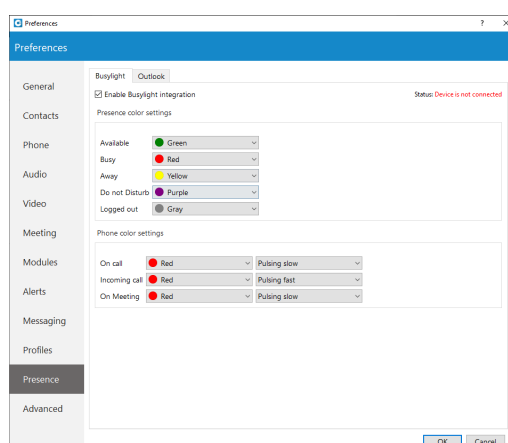 Preferences
? X
Preferences
General
Contacts
Phone
Audio
Video
Meeting
Modules
Alerts
Messaging
Profiles
Presence
Advanced
Busylight Outlook
Enable Busylight integration Status: Device is not connected
Presence color settings
Available Green
Busy Red
Away Yellow
Do not Disturb Purple
Logged out Gray
Phone color settings
On call Red Pulsing slow
Incoming call Red Pulsing fast
On Meeting Red Pulsing slow
OK Cancel